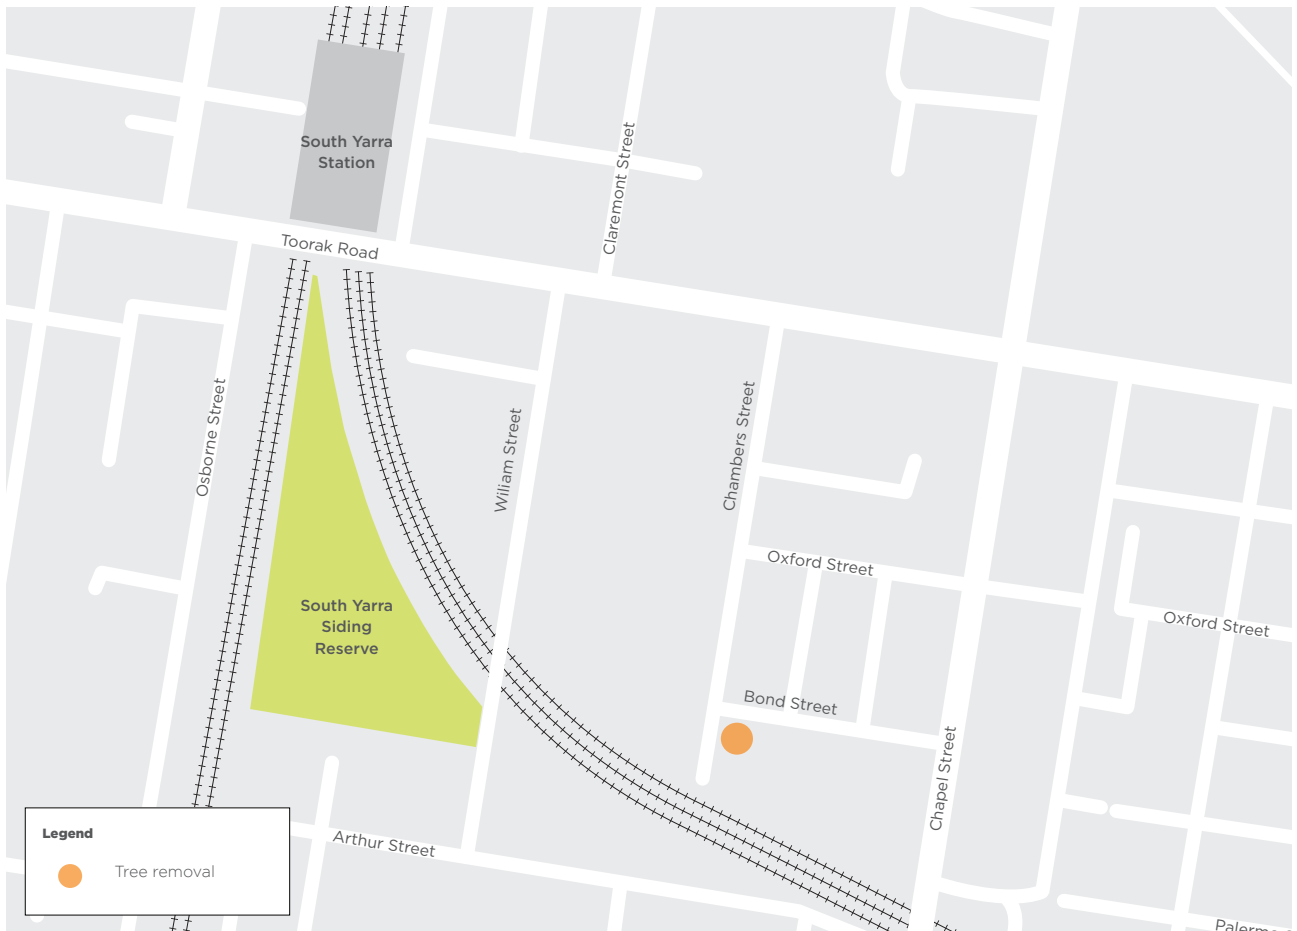 South Yarra
Station
Claremont Street
Toorak Road
Osborne Street
Wiliam Street
Chambers Street
Oxford Street
South Yarra
Siding
Reserve
Oxford Street
Bond Street
Chapel Street
Arthur Street
Legend
Tree removal